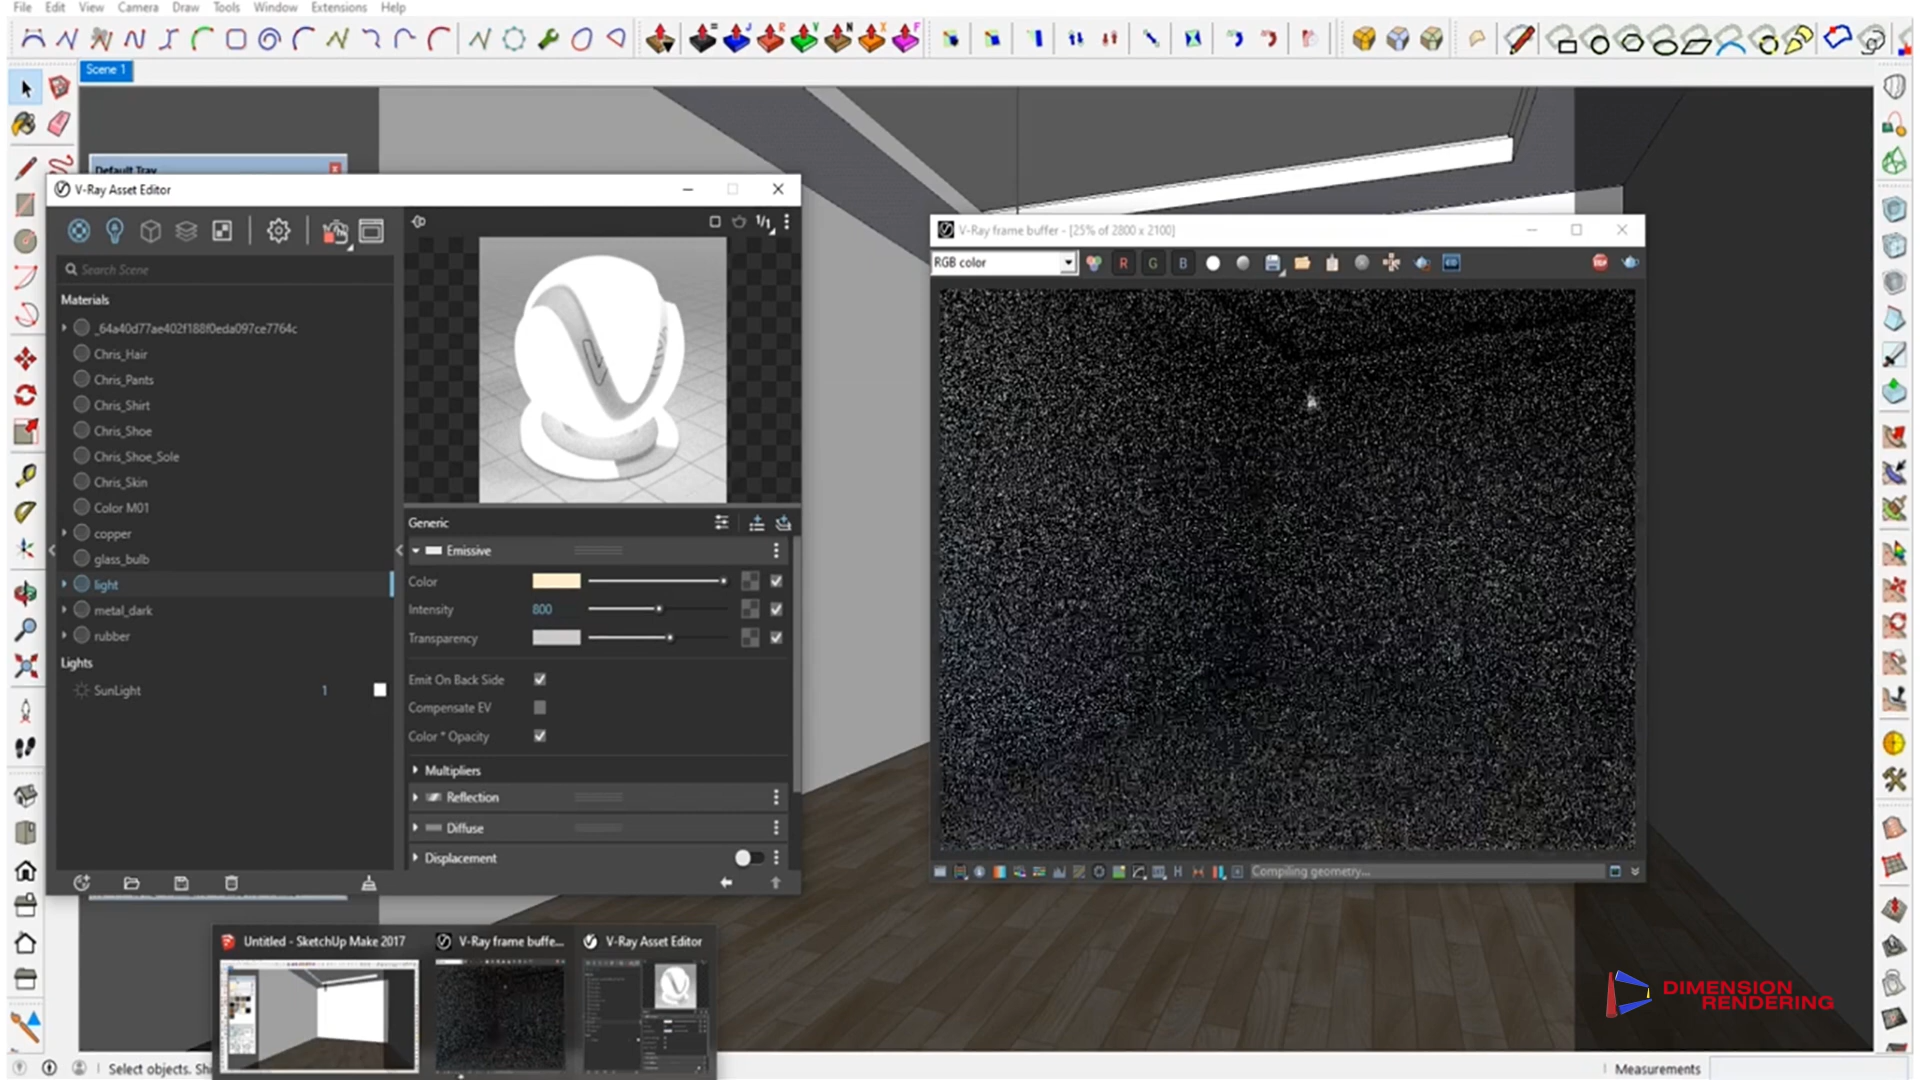 File Edit View Camera Draw Tools Window Extensions Help
Scene 1
Default Tray
V-Ray Asset Editor
1/1
Search Scene
Materials
_64a40d77ae402f188f0eda097ce7764c
Chris_Hair
Chris_Pants
Chris_Shirt
Chris_Shoe
Chris_Shoe_Sole
Chris_Skin
Color M01
copper
glass_bulb
light
metal_dark
rubber
Lights
SunLight 1
Generic
Emissive
Color
Intensity 800
Transparency
Emit On Back Side
Compensate EV
Color * Opacity
Multipliers
Reflection
Diffuse
Displacement
V-Ray frame buffer - [25% of 2800 x 2100]
RGB color R G B
H Compiling geometry...
Untitled - SketchUp Make 2017
V-Ray frame buffe...
V-Ray Asset Editor
DIMENSION
RENDERING
Select objects. Sh
Measurements